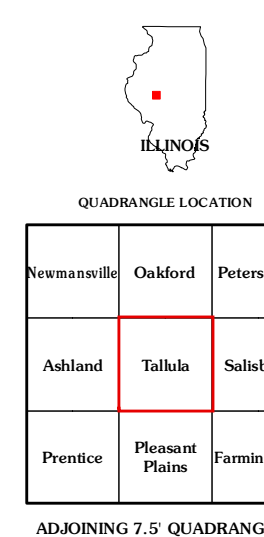 ILLINOIS
QUADRANGLE LOCATION
Newmansville Oakford Peters
Ashland Tallula Salisb
Prentice Pleasant Plains Farmin
ADJOINING 7.5' QUADRANG